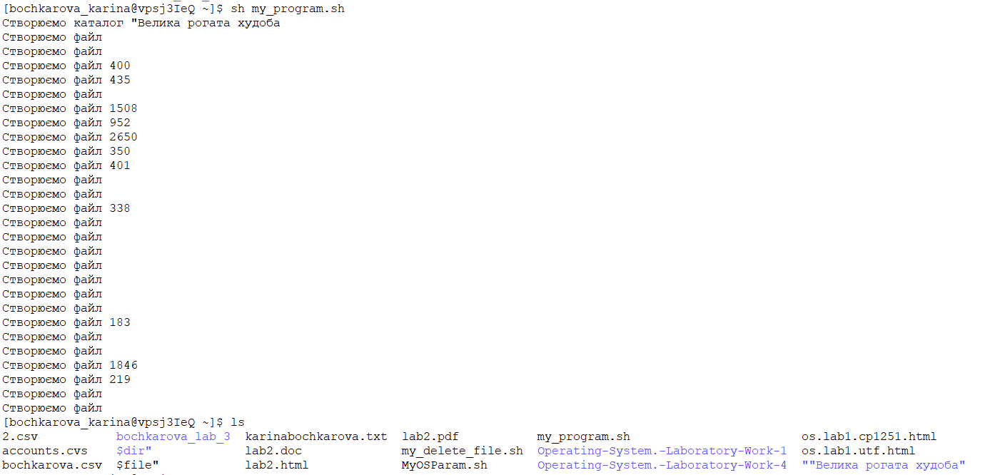 [bochkarova_karina@vpsj3IeQ ~]$ sh my_program.sh
Створюємо каталог "Велика рогата худоба
Створюємо файл
Створюємо файл
Створюємо файл 400
Створюємо файл 435
Створюємо файл
Створюємо файл 1508
Створюємо файл 952
Створюємо файл 2650
Створюємо файл 350
Створюємо файл 401
Створюємо файл
Створюємо файл
Створюємо файл 338
Створюємо файл
Створюємо файл
Створюємо файл
Створюємо файл
Створюємо файл
Створюємо файл
Створюємо файл
Створюємо файл 183
Створюємо файл
Створюємо файл
Створюємо файл 1846
Створюємо файл 219
Створюємо файл
Створюємо файл
[bochkarova_karina@vpsj3IeQ ~]$ ls
2.csv bochkarova_lab_3 karinabochkarova.txt lab2.pdf my_program.sh os.lab1.cp1251.html
accounts.cvs $dir" lab2.doc my_delete_file.sh Operating-System.-Laboratory-Work-1 os.lab1.utf.html
bochkarova.csv $file" lab2.html MyOSParam.sh Operating-System.-Laboratory-Work-4 ""Велика рогата худоба"